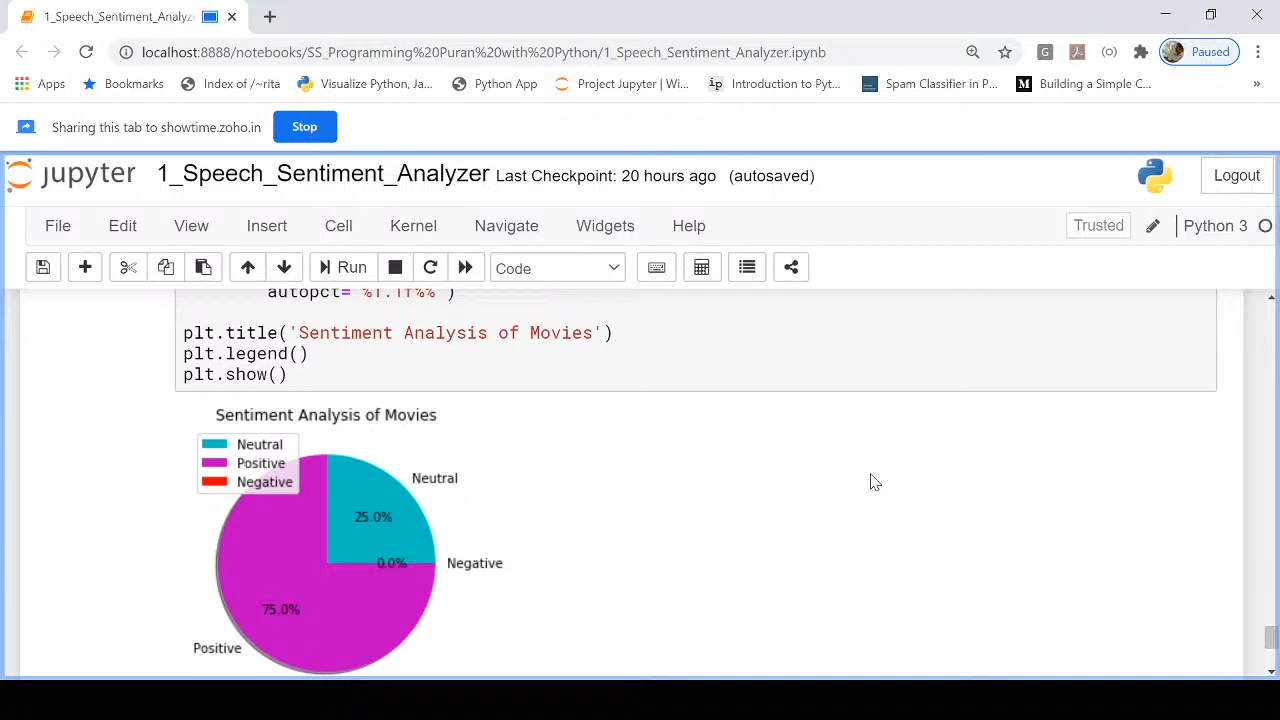 1_Speech_Sentiment_Analyz
localhost:8888/notebooks/SS_Programming%20Puran%20with%20Python/1_Speech_Sentiment_Analyzer.ipynb
G
Paused
Apps
Bookmarks
Index of /~rita
Visualize Python, Ja...
Python App
Project Jupyter | Wi...
ip
Introduction to Pyt...
Spam Classifier in P...
M
Building a Simple C...
»
Sharing this tab to showtime.zoho.in
Stop
jupyter
1_Speech_Sentiment_Analyzer Last Checkpoint: 20 hours ago (autosaved)
Logout
File Edit View Insert Cell Kernel Navigate Widgets Help
Trusted
Python 3
Run
Code
autopct='%1.1f%%')
plt.title('Sentiment Analysis of Movies')
plt.legend()
plt.show()
Sentiment Analysis of Movies
Neutral
Positive
Negative
Neutral
25.0%
0.0%
Negative
75.0%
Positive